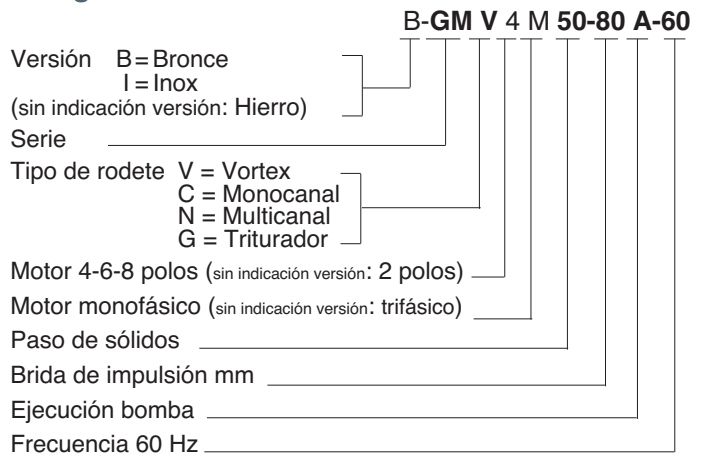 B-GM V 4 M 50-80 A-60
Versión B = Bronce
I = Inox
(sin indicación versión: Hierro)
Serie
Tipo de rodete V = Vortex
C = Monocanal
N = Multicanal
G = Triturador
Motor 4-6-8 polos (sin indicación versión: 2 polos)
Motor monofásico (sin indicación versión: trifásico)
Paso de sólidos
Brida de impulsión mm
Ejecución bomba
Frecuencia 60 Hz